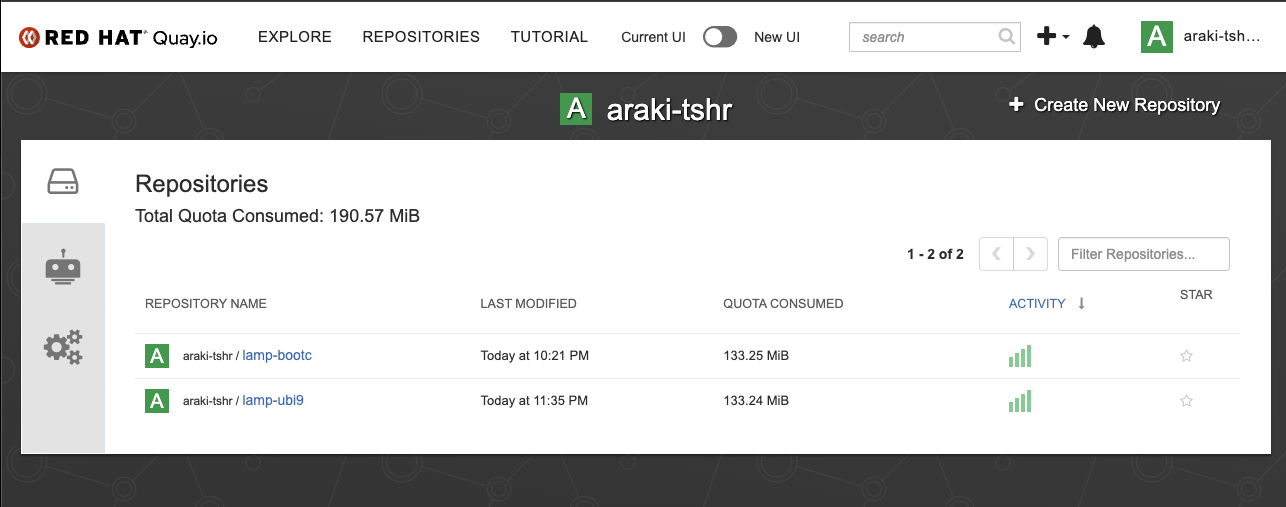 RED HAT Quay.io EXPLORE REPOSITORIES TUTORIAL Current UI New UI search A araki-tsh...
A araki-tshr + Create New Repository
Repositories
Total Quota Consumed: 190.57 MiB
1 - 2 of 2 Filter Repositories...
REPOSITORY NAME LAST MODIFIED QUOTA CONSUMED ACTIVITY STAR
A araki-tshr / lamp-bootc Today at 10:21 PM 133.25 MiB
A araki-tshr / lamp-ubi9 Today at 11:35 PM 133.24 MiB